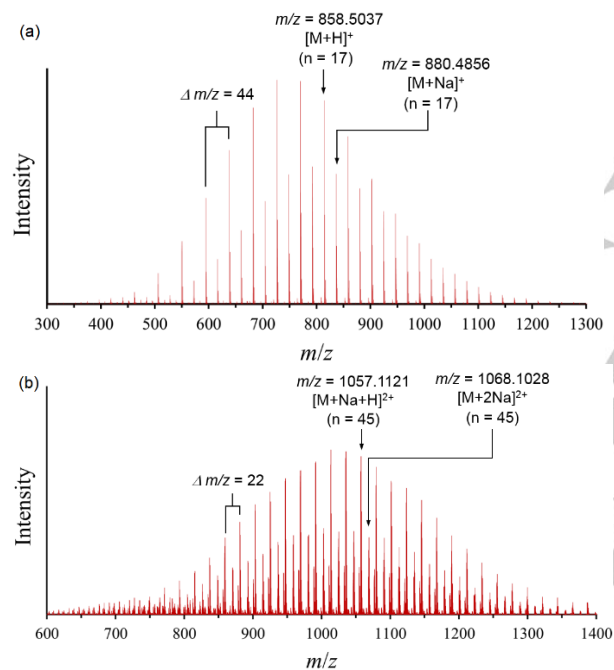 (a)
m/z = 858.5037
[M+H]+
(n = 17)
m/z = 880.4856
[M+Na]+
(n = 17)
Δ m/z = 44
Intensity
300 400 500 600 700 800 900 1000 1100 1200 1300
m/z
(b)
m/z = 1057.1121
[M+Na+H]2+
(n = 45)
m/z = 1068.1028
[M+2Na]2+
(n = 45)
Δ m/z = 22
Intensity
600 700 800 900 1000 1100 1200 1300 1400
m/z